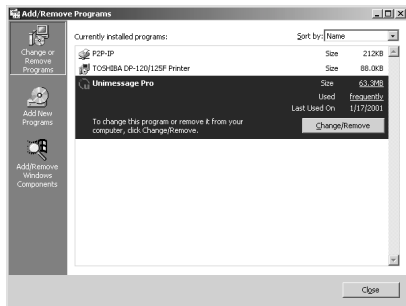 Add/Remove Programs
Change or
Remove
Programs
Add New
Programs
Add/Remove
Windows
Components
Currently installed programs:
Sort by: Name
P2P-IP Size 212KB
TOSHIBA DP-120/125F Printer Size 88.0KB
Unimessage Pro Size 63.3MB
Used frequently
Last Used On 1/17/2001
To change this program or remove it from your
computer, click Change/Remove.
Change/Remove
Close